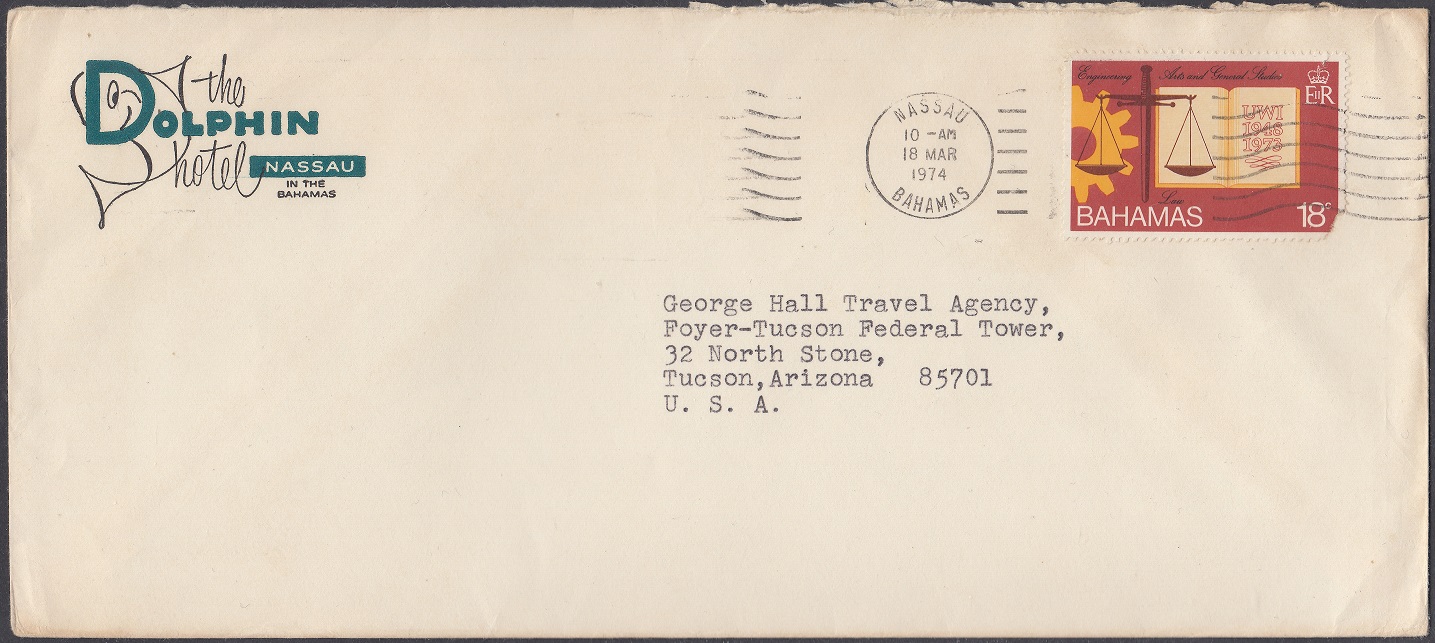 the
DOLPHIN
hotel
NASSAU
IN THE
BAHAMAS
NASSAU
10 -AM
18 MAR
1974
BAHAMAS
Engineering Arts and General Studies
EIIR
UWI
1948
1973
Law
BAHAMAS 18c
George Hall Travel Agency,
Foyer-Tucson Federal Tower,
32 North Stone,
Tucson,Arizona 85701
U. S. A.